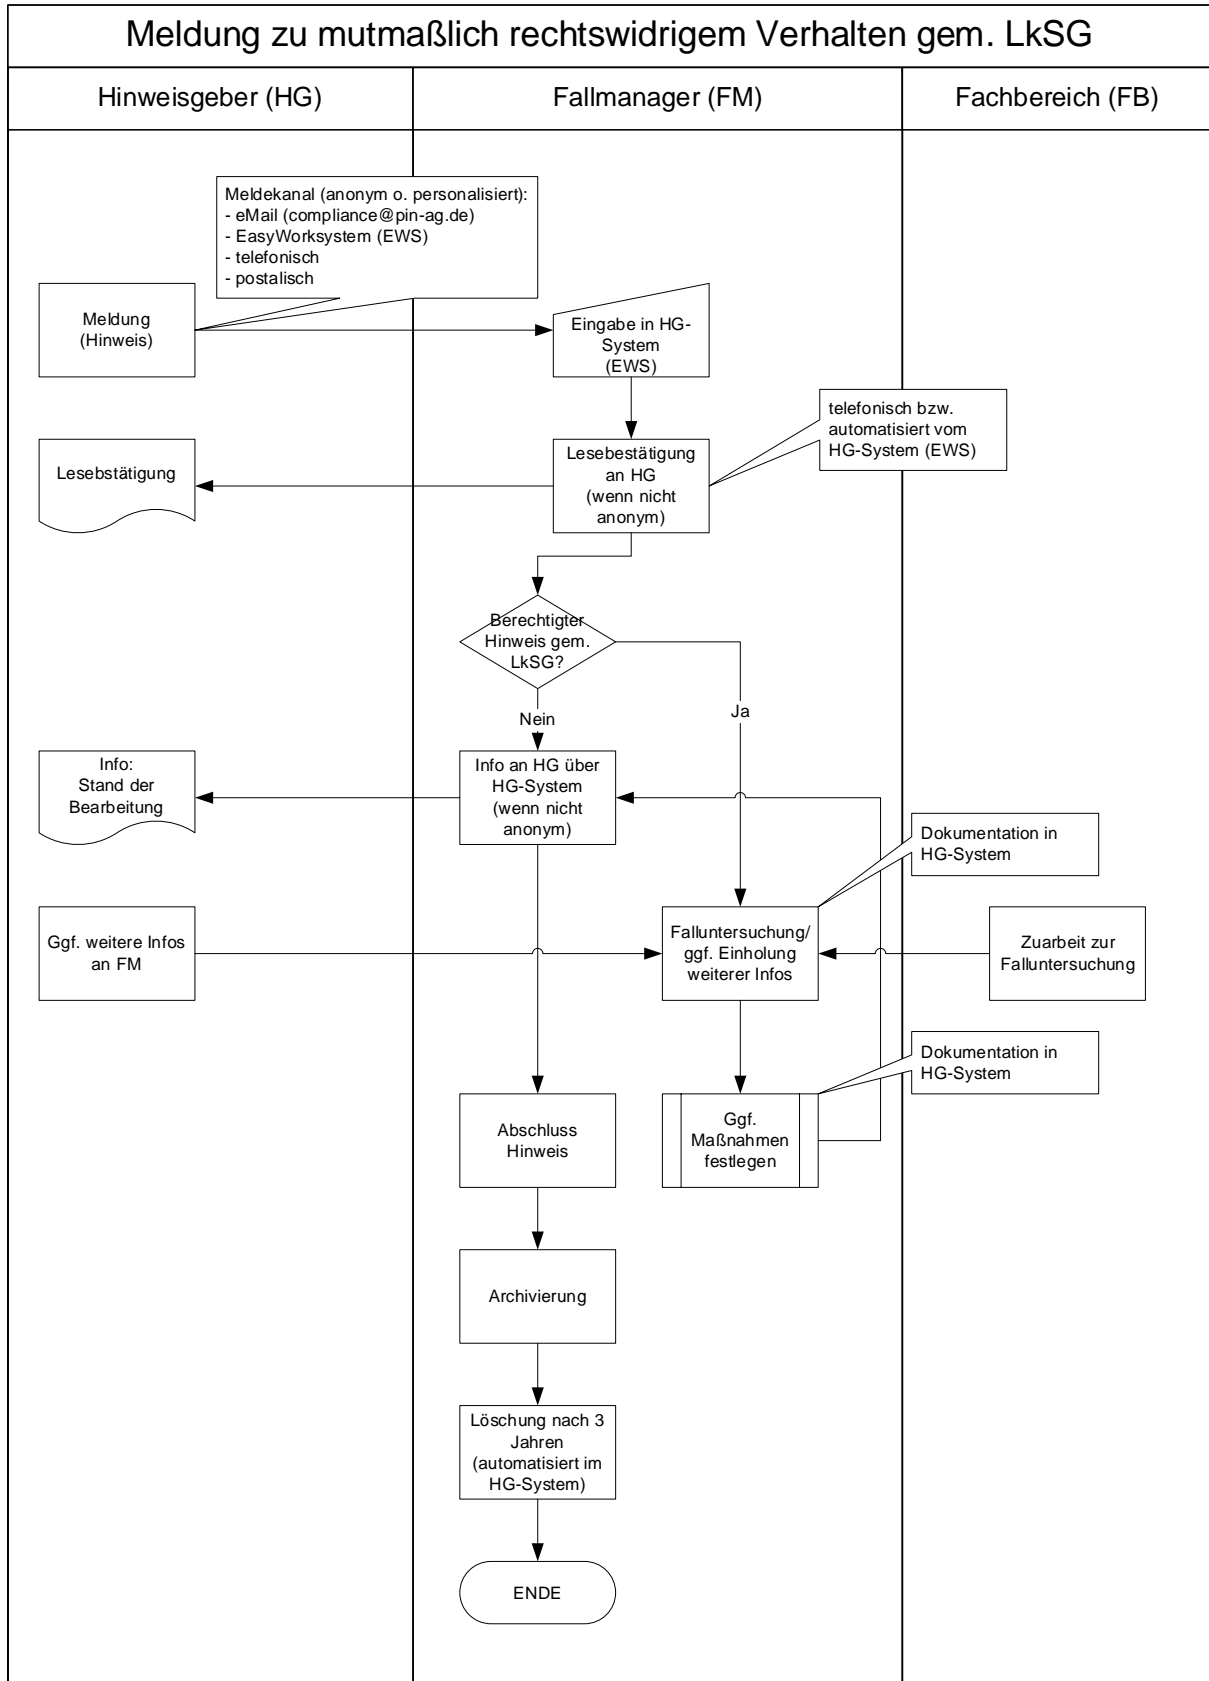 Meldung zu mutmaßlich rechtswidrigem Verhalten gem. LkSG
Hinweisgeber (HG)
Fallmanager (FM)
Fachbereich (FB)
Meldekanal (anonym o. personalisiert):
- eMail (compliance@pin-ag.de)
- EasyWorksystem (EWS)
- telefonisch
- postalisch
Meldung
(Hinweis)
Eingabe in HG-
System
(EWS)
telefonisch bzw.
automatisiert vom
HG-System (EWS)
Lesebstätigung
Lesebestätigung
an HG
(wenn nicht
anonym)
Berechtigter
Hinweis gem.
LkSG?
Nein
Ja
Info:
Stand der
Bearbeitung
Info an HG über
HG-System
(wenn nicht
anonym)
Dokumentation in
HG-System
Ggf. weitere Infos
an FM
Falluntersuchung/
ggf. Einholung
weiterer Infos
Zuarbeit zur
Falluntersuchung
Dokumentation in
HG-System
Abschluss
Hinweis
Ggf.
Maßnahmen
festlegen
Archivierung
Löschung nach 3
Jahren
(automatisiert im
HG-System)
ENDE